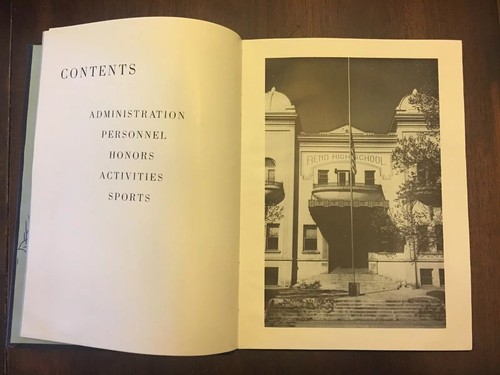 CONTENTS
ADMINISTRATION
PERSONNEL
HONORS
ACTIVITIES
SPORTS
RENO HIGH SCHOOL